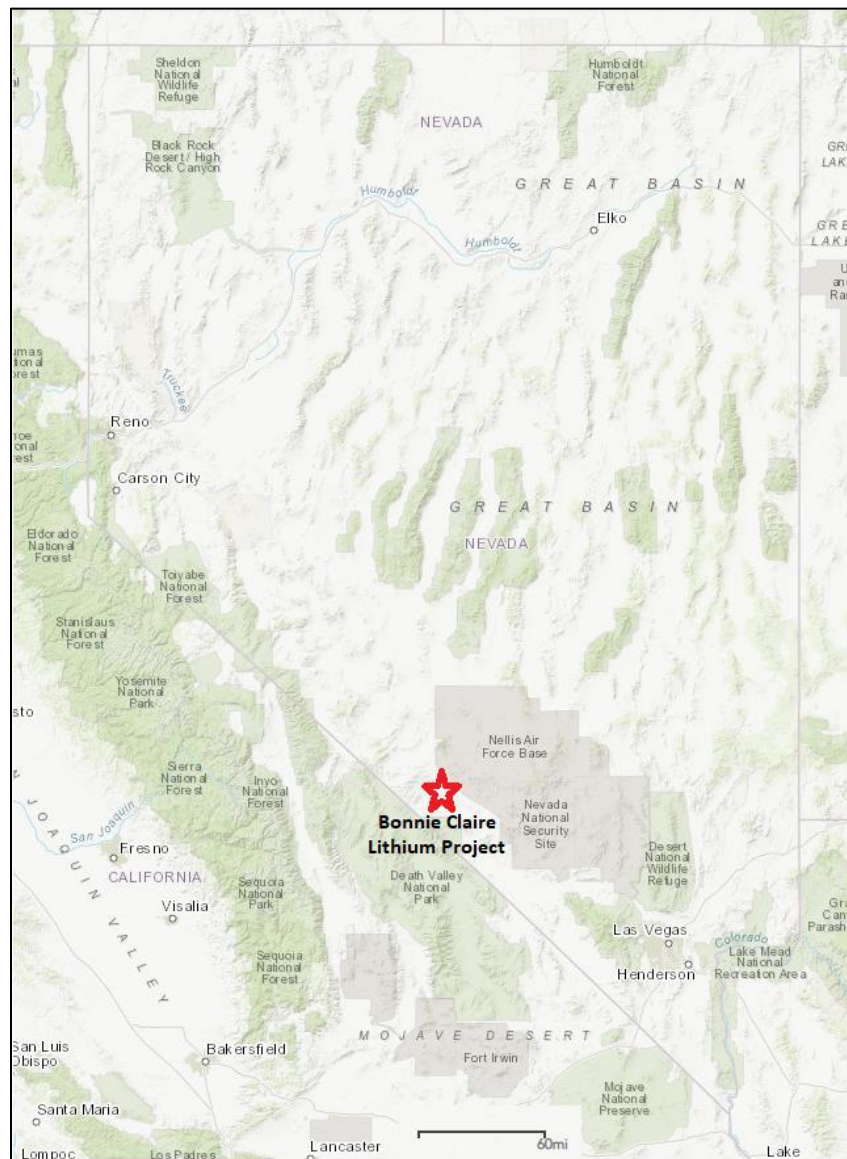 Sheldon
National
Wildlife
Refuge
Humboldt
National
Forest
NEVADA
Black Rock
Desert / High
Rock Canyon
Humboldt
GREAT BASIN
Elko
Humboldt
Truckee
Reno
Carson City
GREAT BASIN
NEVADA
Eldorado
National
Forest
Toiyabe
National
Forest
Stanislaus
National
Forest
Yosemite
National
Park
sto
Nellis Air
Force Base
Sierra
National
Forest
Inyo
National
Forest
Bonnie Claire
Lithium Project
Nevada
National
Security
Site
San Joaquin
Fresno
CALIFORNIA
Desert
National
Wildlife
Refuge
Death Valley
National
Park
Sequoia
National
Park
Visalia
N JOAQUIN VALLEY
Las Vegas
Colorado
Henderson
Lake Mead
National
Recreation Area
Gra
Can
Parash
Sequoia
National
Forest
MOJAVE DESERT
San Luis
Obispo
Bakersfield
Fort Irwin
Mojave
National
Preserve
Santa Maria
60mi
Lompoc
Los Padres
Lancaster
Lake